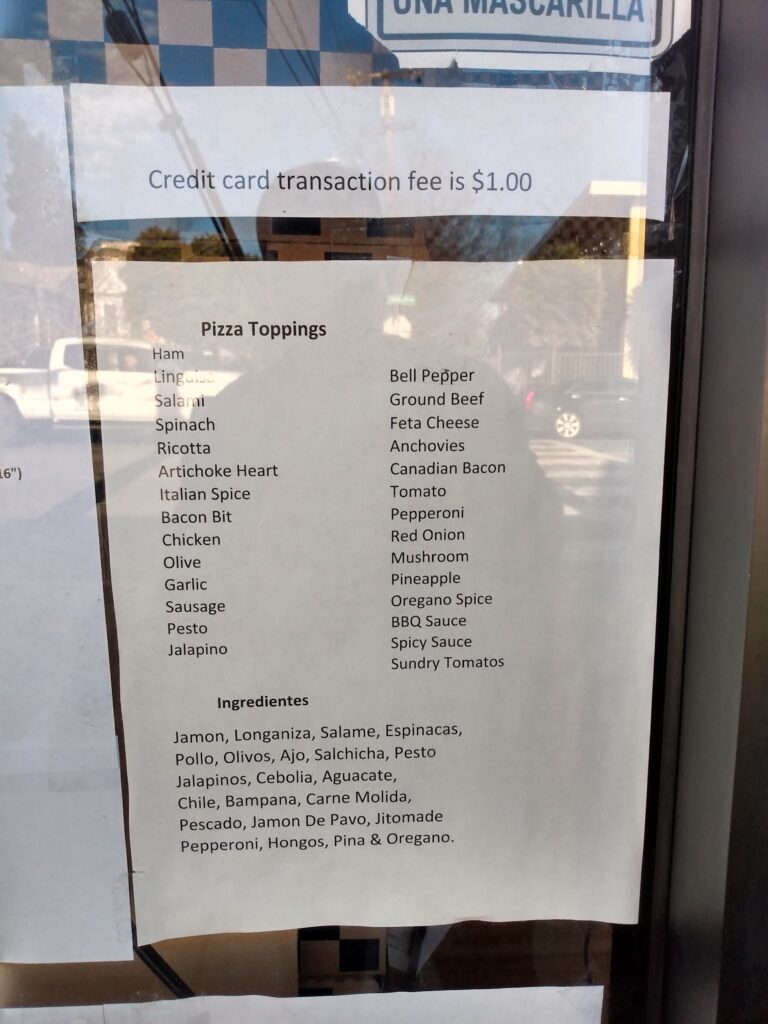 UNA MASCARILLA
Credit card transaction fee is $1.00
16")
Pizza Toppings
Ham
Linguisa
Salami
Spinach
Ricotta
Artichoke Heart
Italian Spice
Bacon Bit
Chicken
Olive
Garlic
Sausage
Pesto
Jalapino
Bell Pepper
Ground Beef
Feta Cheese
Anchovies
Canadian Bacon
Tomato
Pepperoni
Red Onion
Mushroom
Pineapple
Oregano Spice
BBQ Sauce
Spicy Sauce
Sundry Tomatos
Ingredientes
Jamon, Longaniza, Salame, Espinacas,
Pollo, Olivos, Ajo, Salchicha, Pesto
Jalapinos, Cebolia, Aguacate,
Chile, Bampana, Carne Molida,
Pescado, Jamon De Pavo, Jitomade
Pepperoni, Hongos, Pina & Oregano.